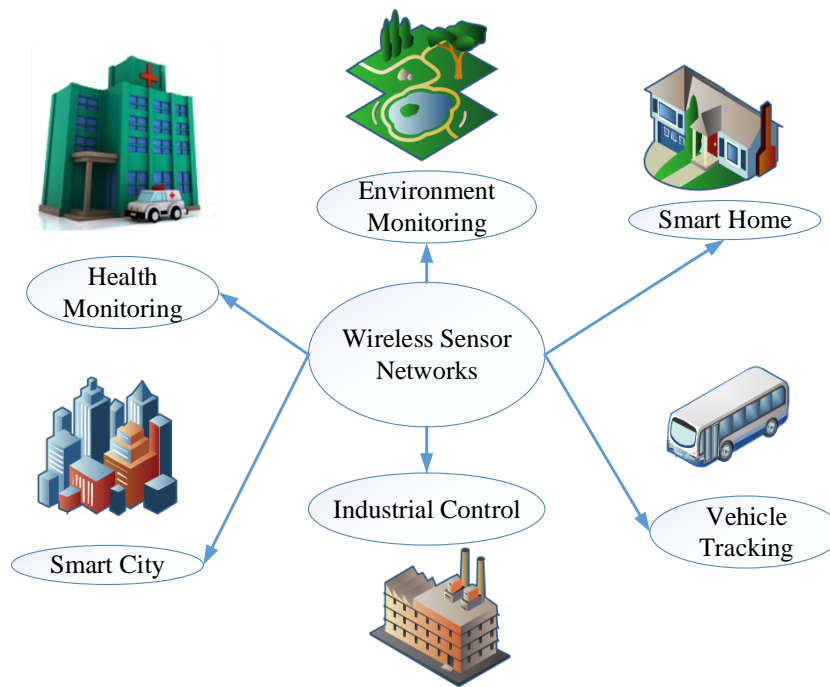 Environment
Monitoring
Smart Home
Health
Monitoring
Wireless Sensor
Networks
Industrial Control
Vehicle
Tracking
Smart City